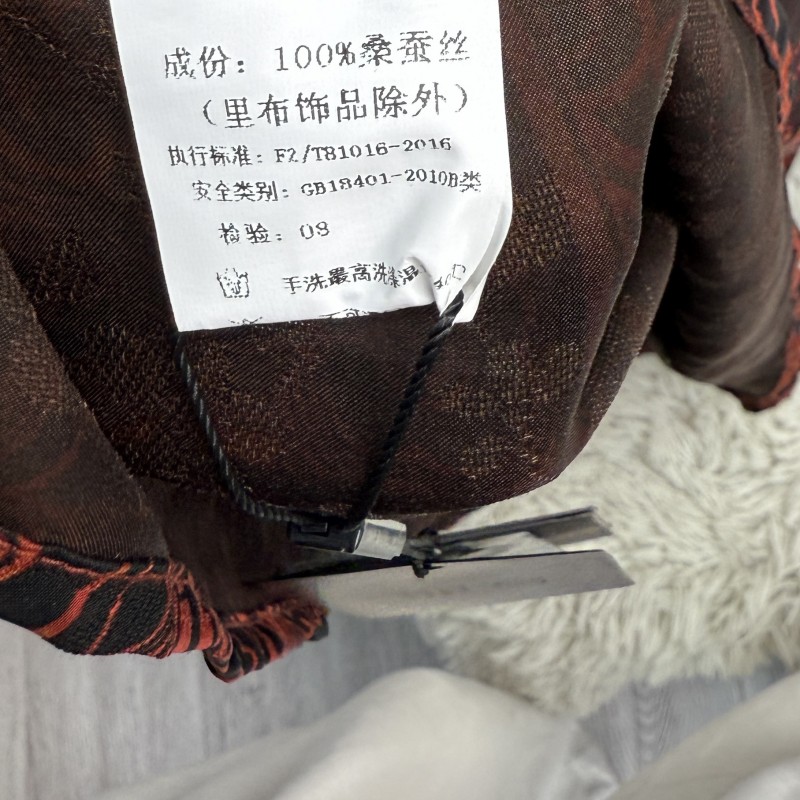 成份：100%桑蚕丝
（里布饰品除外）
执行标准：FZ/T81016-2016
安全类别：GB18401-2010B类
检验：08
手洗最高洗涤温 40